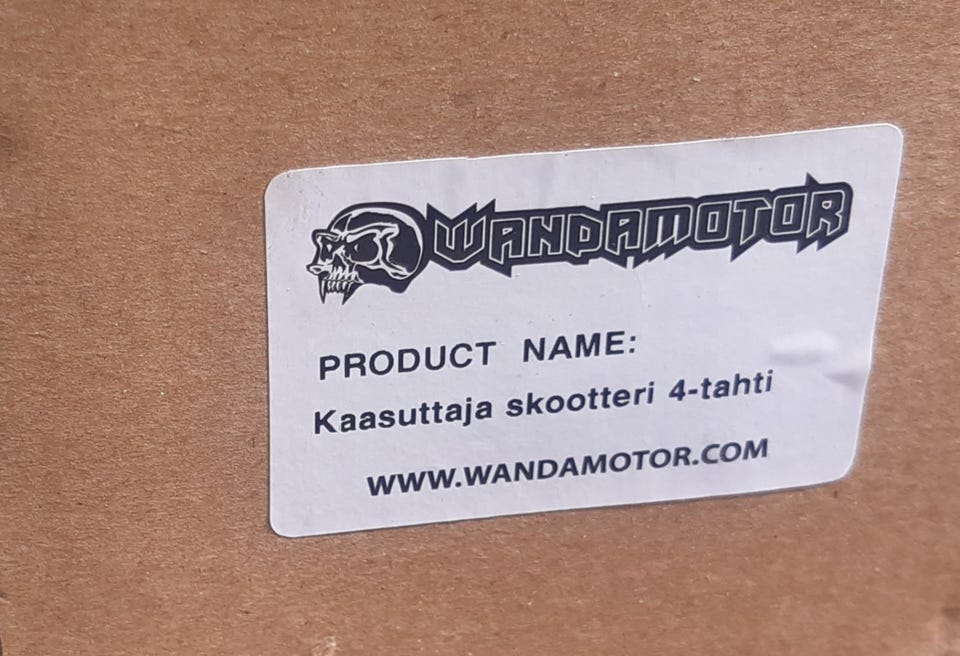 WANDAMOTOR
PRODUCT NAME:
Kaasuttaja skootteri 4-tahti
WWW.WANDAMOTOR.COM